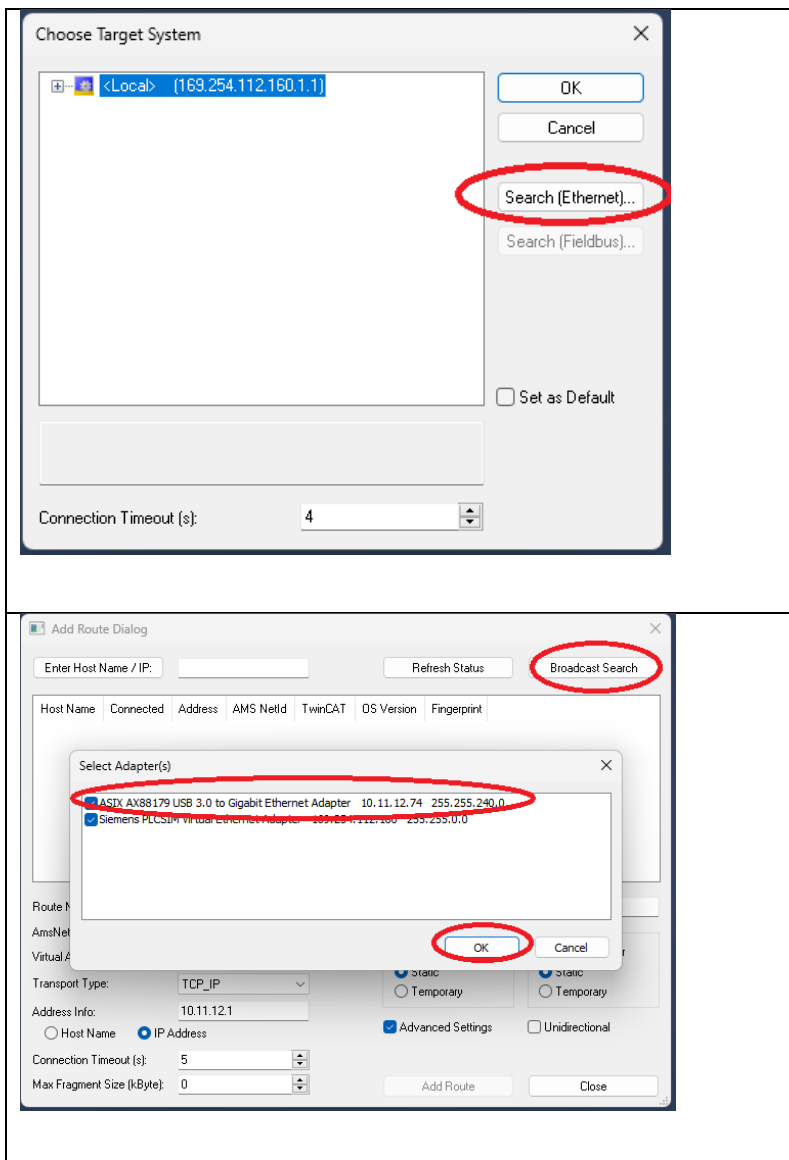 Choose Target System
<Local> (169.254.112.160.1.1)
OK
Cancel
Search (Ethernet)...
Search (Fieldbus)...
Set as Default
Connection Timeout (s): 4
Add Route Dialog
Enter Host Name / IP: Refresh Status Broadcast Search
Host Name Connected Address AMS NetId TwinCAT OS Version Fingerprint
Select Adapter(s)
ASIX AX88179 USB 3.0 to Gigabit Ethernet Adapter 10.11.12.74 255.255.240.0
Siemens PLCSIM Virtual Ethernet Adapter 169.254.112.160 255.255.0.0
OK Cancel
Route N
AmsNet
Virtual A
Static Static
Transport Type: TCP_IP Temporary Temporary
Address Info: 10.11.12.1
Host Name IP Address Advanced Settings Unidirectional
Connection Timeout (s): 5
Max Fragment Size (kByte): 0 Add Route Close